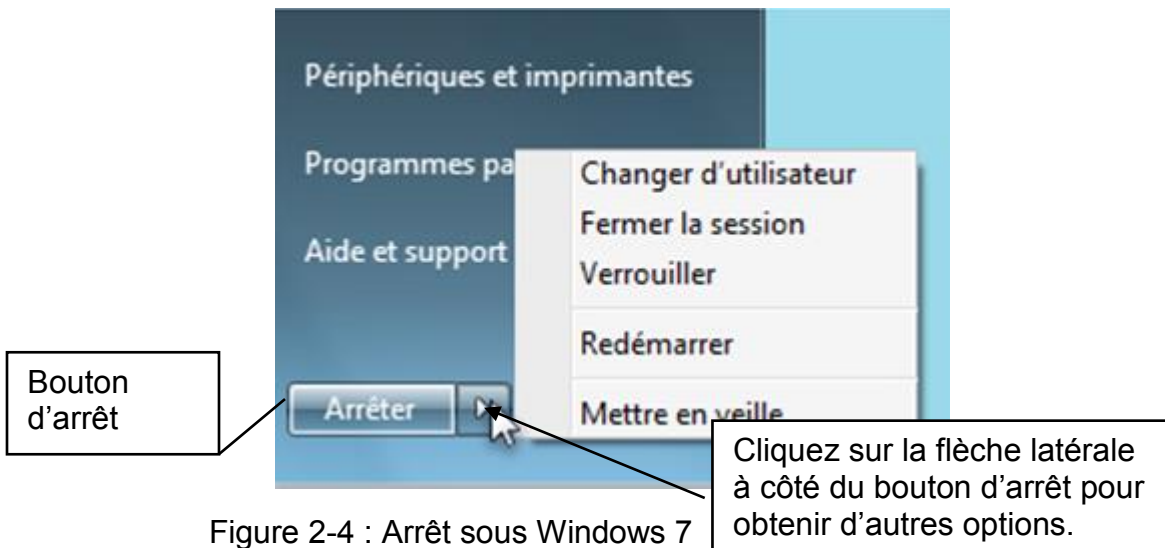 Périphériques et imprimantes
Programmes pa
Changer d'utilisateur
Fermer la session
Aide et support
Verrouiller
Redémarrer
Bouton
d'arrêt
Arrêter
Mettre en veille
Cliquez sur la flèche latérale
à côté du bouton d'arrêt pour
obtenir d'autres options.
Figure 2-4 : Arrêt sous Windows 7